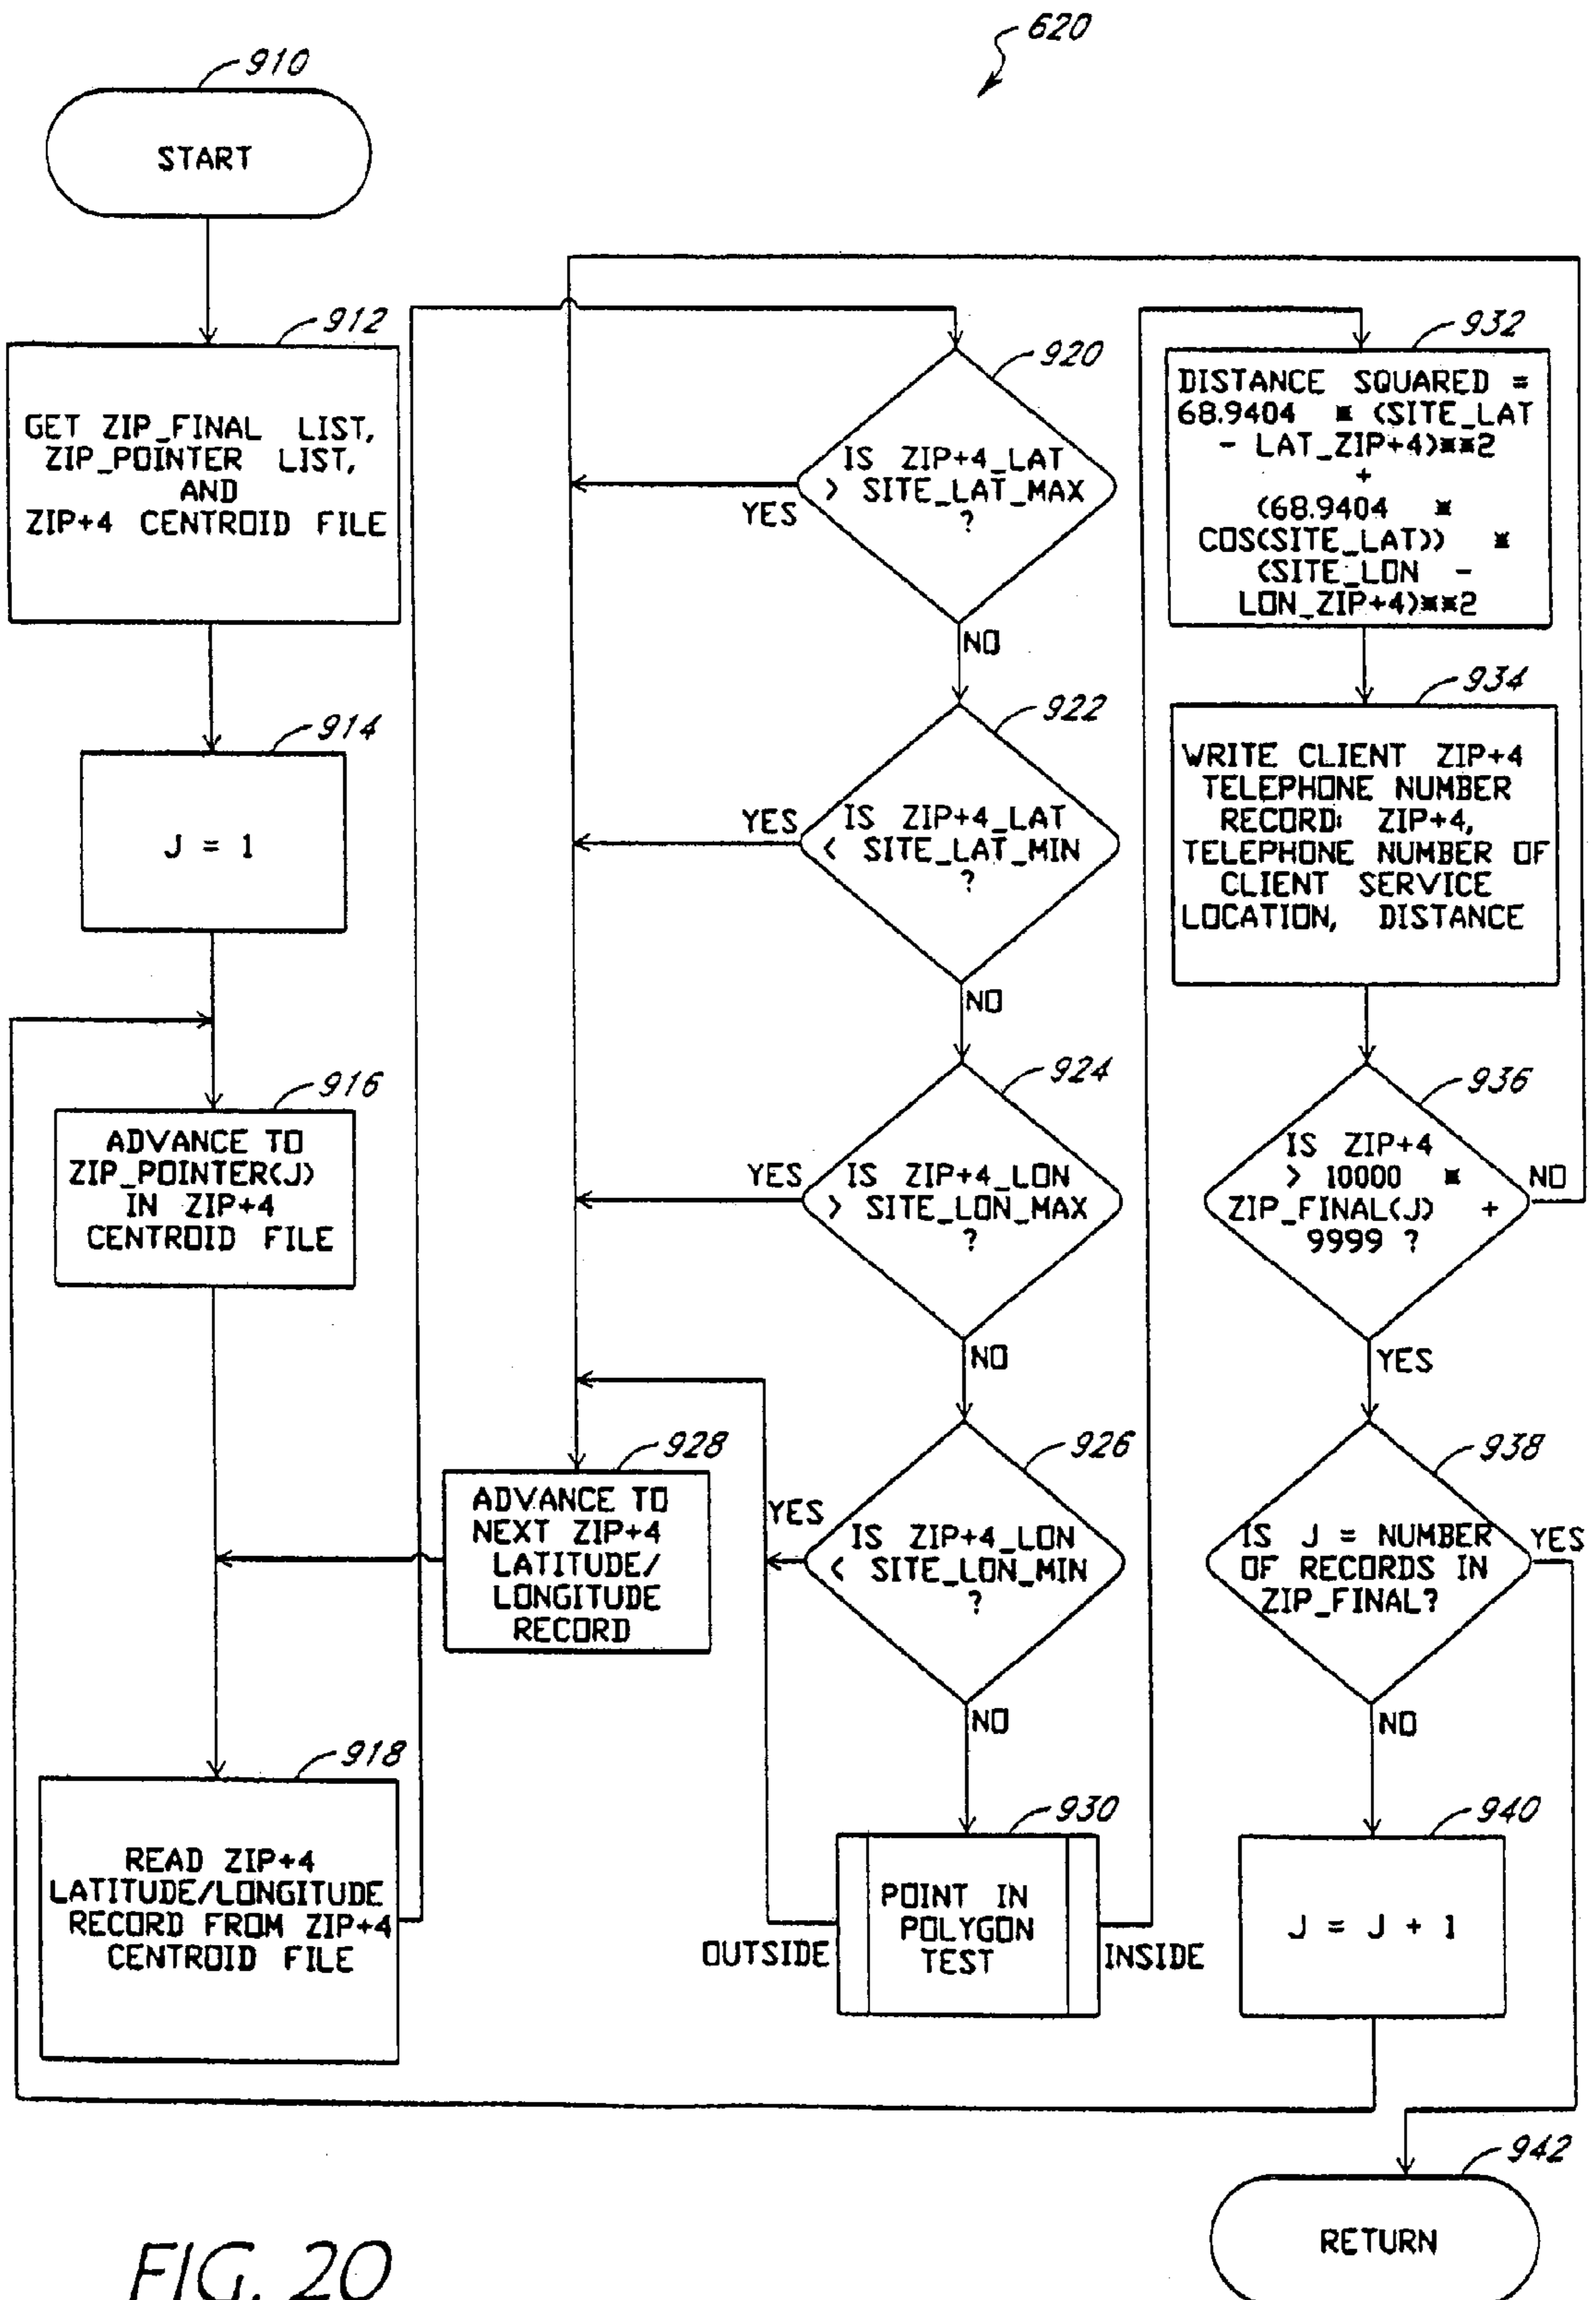 620
910
START
912
GET ZIP_FINAL LIST,
ZIP_POINTER LIST,
AND
ZIP+4 CENTROID FILE
914
J = 1
916
ADVANCE TO
ZIP_POINTER(J)
IN ZIP+4
CENTROID FILE
918
READ ZIP+4
LATITUDE/LONGITUDE
RECORD FROM ZIP+4
CENTROID FILE
920
IS ZIP+4_LAT
> SITE_LAT_MAX
?
YES
NO
922
IS ZIP+4_LAT
< SITE_LAT_MIN
?
YES
NO
924
IS ZIP+4_LON
> SITE_LON_MAX
?
YES
NO
926
IS ZIP+4_LON
< SITE_LON_MIN
?
YES
NO
928
ADVANCE TO
NEXT ZIP+4
LATITUDE/
LONGITUDE
RECORD
930
POINT IN
POLYGON
TEST
OUTSIDE
INSIDE
932
DISTANCE SQUARED =
68.9404 * (SITE_LAT
- LAT_ZIP+4)**2
+
(68.9404 *
COS(SITE_LAT)) *
(SITE_LON -
LON_ZIP+4)**2
934
WRITE CLIENT ZIP+4
TELEPHONE NUMBER
RECORD: ZIP+4,
TELEPHONE NUMBER OF
CLIENT SERVICE
LOCATION, DISTANCE
936
IS ZIP+4
> 10000 *
ZIP_FINAL(J) +
9999 ?
NO
YES
938
IS J = NUMBER
OF RECORDS IN
ZIP_FINAL?
YES
NO
940
J = J + 1
942
RETURN
FIG. 20